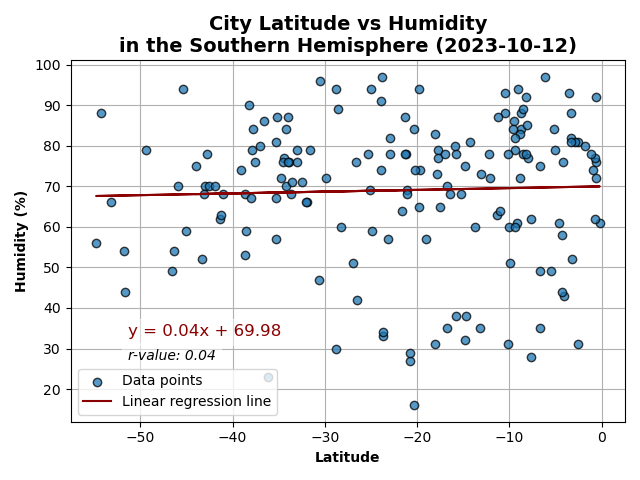 City Latitude vs Humidity
in the Southern Hemisphere (2023-10-12)
100
90
80
70
60
50
40
30
20
Humidity (%)
y = 0.04x + 69.98
r-value: 0.04
Data points
Linear regression line
−50
−40
−30
−20
−10
0
Latitude